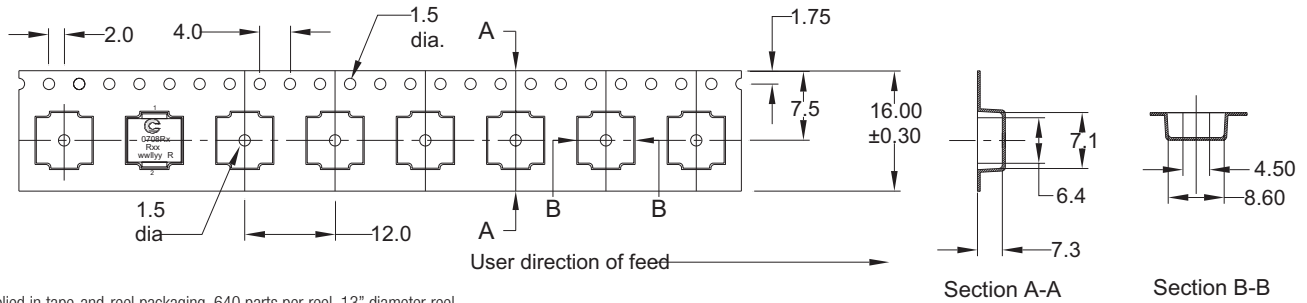 2.0
4.0
1.5
dia.
A
1.75
7.5
16.00
±0.30
1
0708Rx
Rxx
wwllyy R
2
1.5
dia
12.0
B
B
A
User direction of feed
7.1
6.4
7.3
Section A-A
4.50
8.60
Section B-B
in tape-and-reel packaging, 640 parts per reel, 13" diameter reel